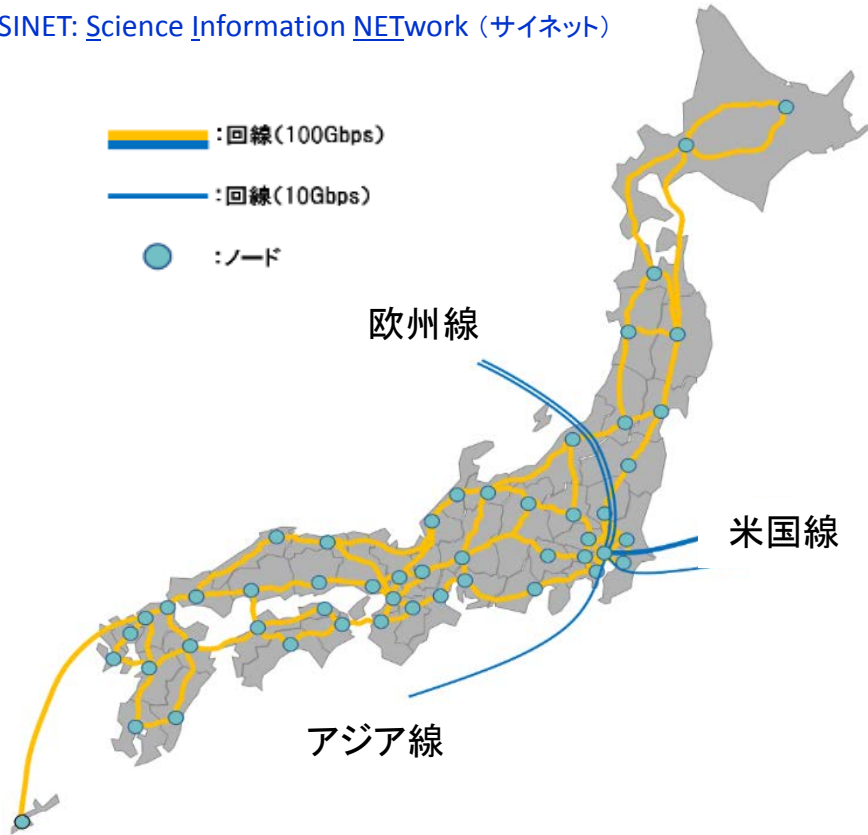 SINET: Science Information NETwork（サイネット）
：回線(100Gbps)
：回線(10Gbps)
：ノード
欧州線
米国線
アジア線